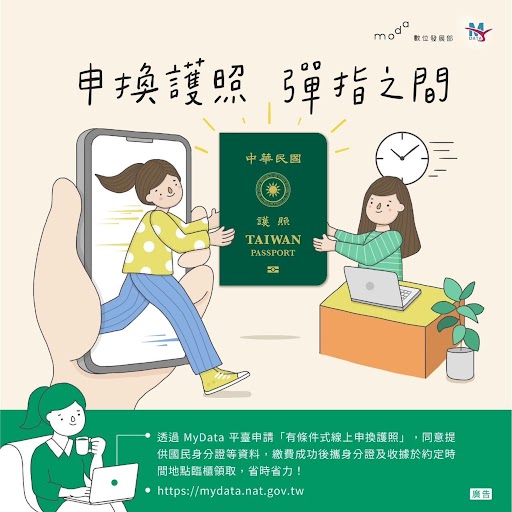 moda 數位發展部
MY DATA
申換護照 彈指之間
中華民國
護照
TAIWAN
PASSPORT
透過 MyData 平臺申請「有條件式線上申換護照」，同意提
供國民身分證等資料，繳費成功後攜身分證及收據於約定時
間地點臨櫃領取，省時省力！
https://mydata.nat.gov.tw
廣告